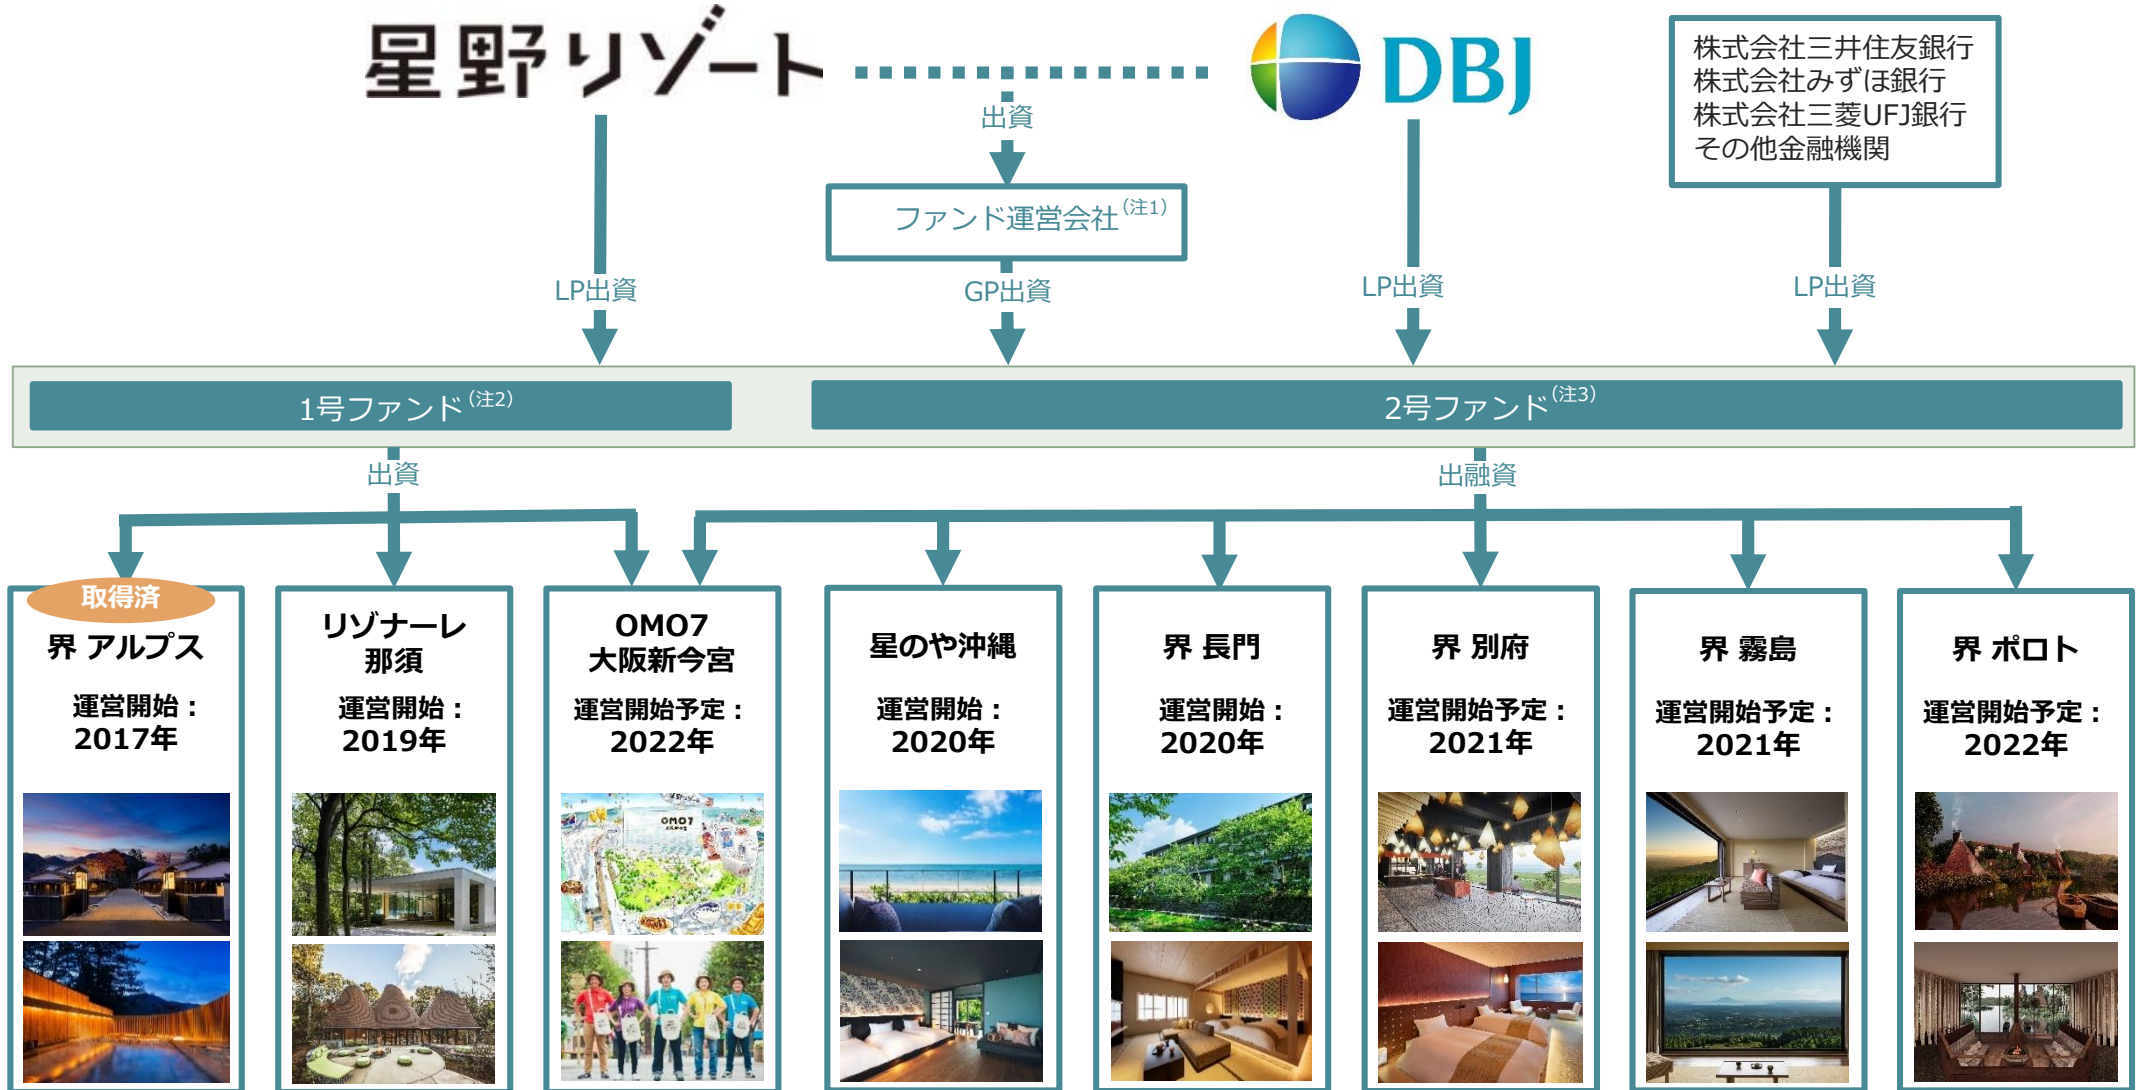 星野リゾート
DBJ
株式会社三井住友銀行
株式会社みずほ銀行
株式会社三菱UFJ銀行
その他金融機関
出資
ファンド運営会社（注1）
LP出資
GP出資
LP出資
LP出資
1号ファンド（注2）
2号ファンド（注3）
出資
出融資
取得済
界 アルプス
運営開始：
2017年
リゾナーレ
那須
運営開始：
2019年
OMO7
大阪新今宮
運営開始予定：
2022年
星のや沖縄
運営開始：
2020年
界 長門
運営開始：
2020年
界 別府
運営開始予定：
2021年
界 霧島
運営開始予定：
2021年
界 ポロト
運営開始予定：
2022年
OMO7